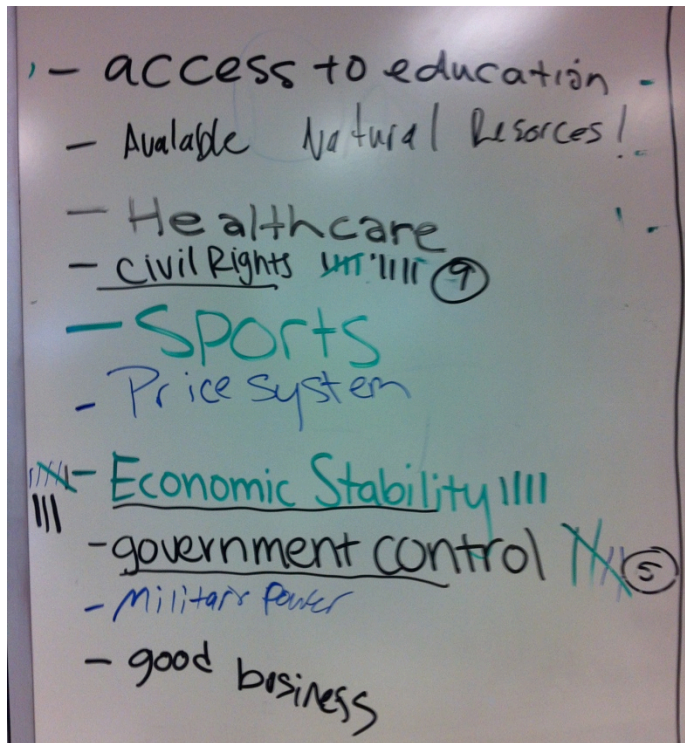 - access to education -
- Avalable Natural Resorces!
- Healthcare
- Civil Rights 9
- Sports
- Price system
- Economic Stability
- government control 5
- Military Power
- good business